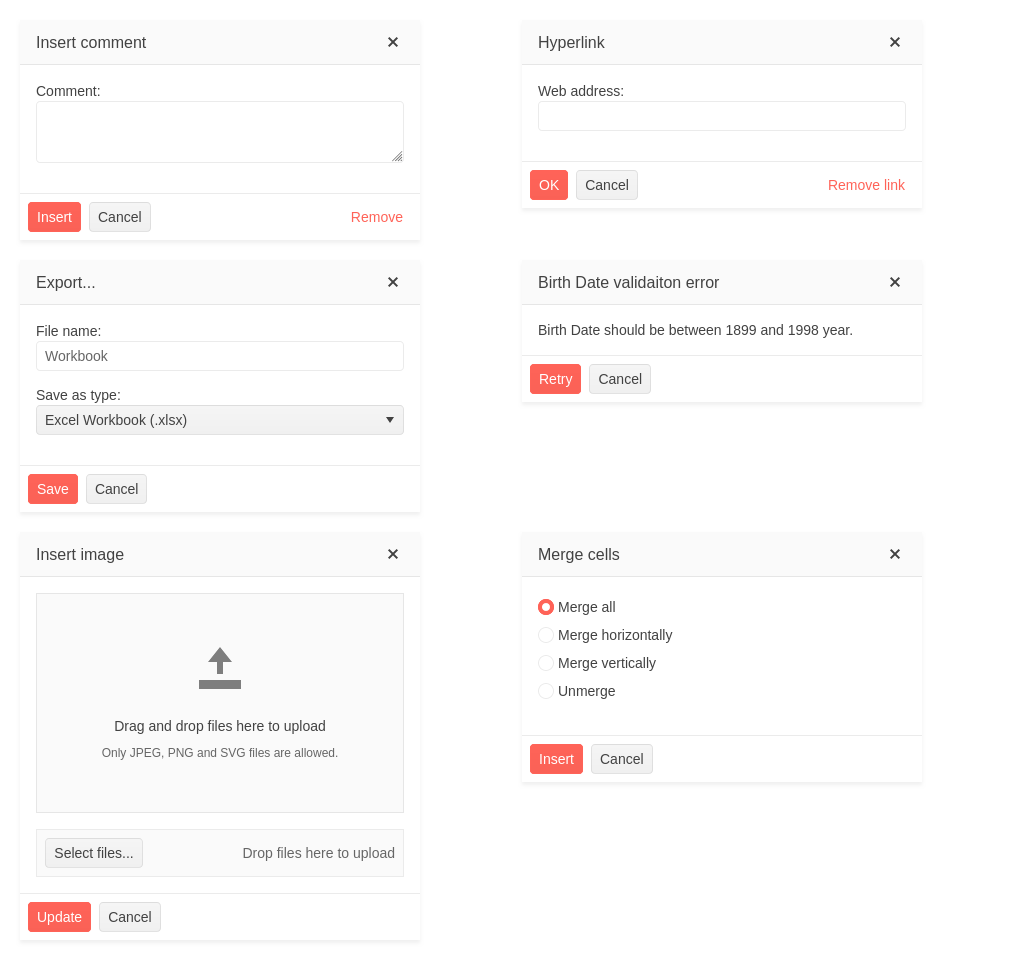 Insert comment
Comment:
Insert
Cancel
Remove
Hyperlink
Web address:
OK
Cancel
Remove link
Export...
File name:
Workbook
Save as type:
Excel Workbook (.xlsx)
Save
Cancel
Birth Date validaiton error
Birth Date should be between 1899 and 1998 year.
Retry
Cancel
Insert image
Drag and drop files here to upload
Only JPEG, PNG and SVG files are allowed.
Select files...
Drop files here to upload
Update
Cancel
Merge cells
Merge all
Merge horizontally
Merge vertically
Unmerge
Insert
Cancel